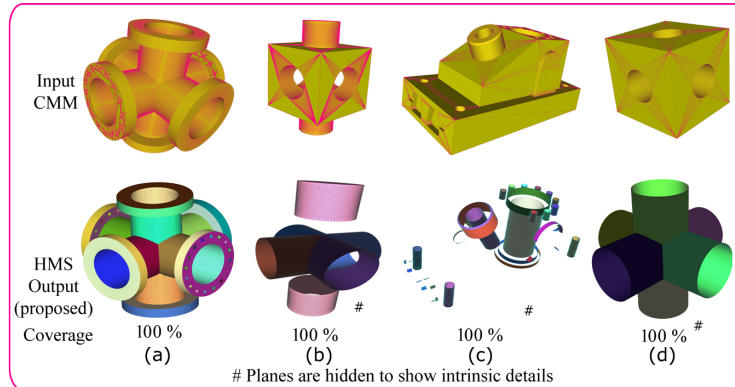 Input
CMM
HMS
Output
(proposed)
# # #
Coverage 100 % 100 % 100 % 100 %
(a) (b) (c) (d)
# Planes are hidden to show intrinsic details